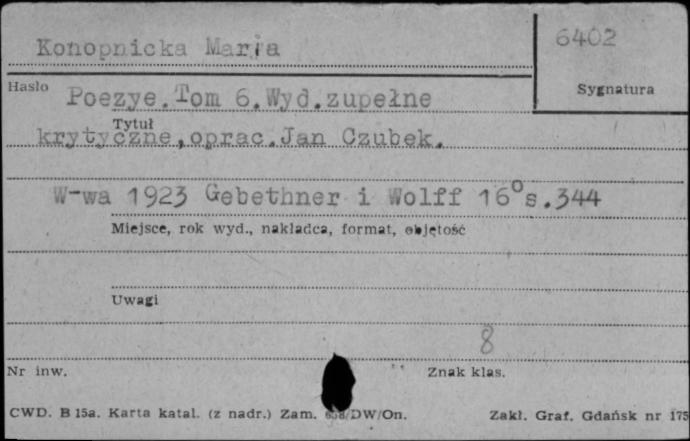 Konopnicka Marja
6402
Hasło
Sygnatura
Poezye.Tom 6.Wyd.zupełne
Tytuł
krytyczne,oprac.Jan Czubek.
W-wa 1923 Gebethner i Wolff 16°s.344
Miejsce, rok wyd., nakładca, format, objętość
Uwagi
8
Nr inw.
Znak klas.
CWD. B 15a. Karta katal. (z nadr.) Zam. DW/On.
Zakł. Graf. Gdańsk nr 175